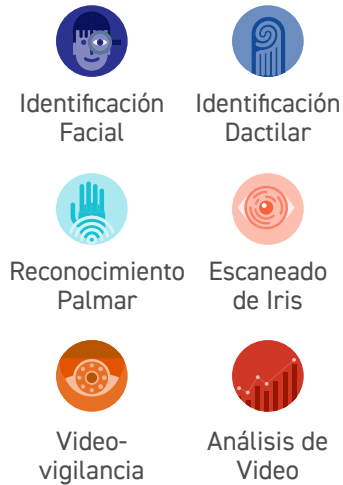 Identificación
Facial
Identificación
Dactilar
Reconocimiento
Palmar
Escaneado
de Iris
Video-
vigilancia
Análisis de
Video